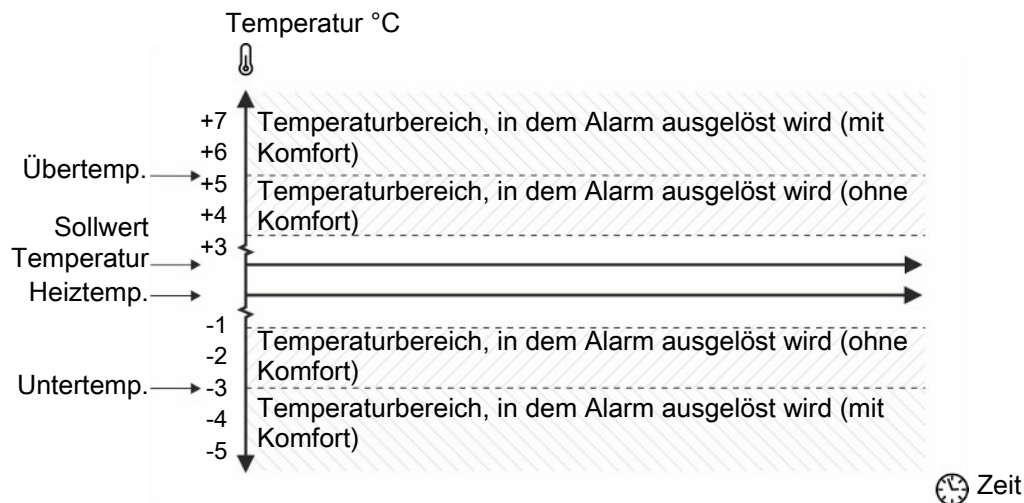 Temperatur °C
+7
Temperaturbereich, in dem Alarm ausgelöst wird (mit
+6
Komfort)
Übertemp.
+5
Temperaturbereich, in dem Alarm ausgelöst wird (ohne
+4
Komfort)
Sollwert
+3
Temperatur
Heiztemp.
-1
Temperaturbereich, in dem Alarm ausgelöst wird (ohne
-2
Komfort)
Untertemp.
-3
Temperaturbereich, in dem Alarm ausgelöst wird (mit
-4
Komfort)
-5
Zeit